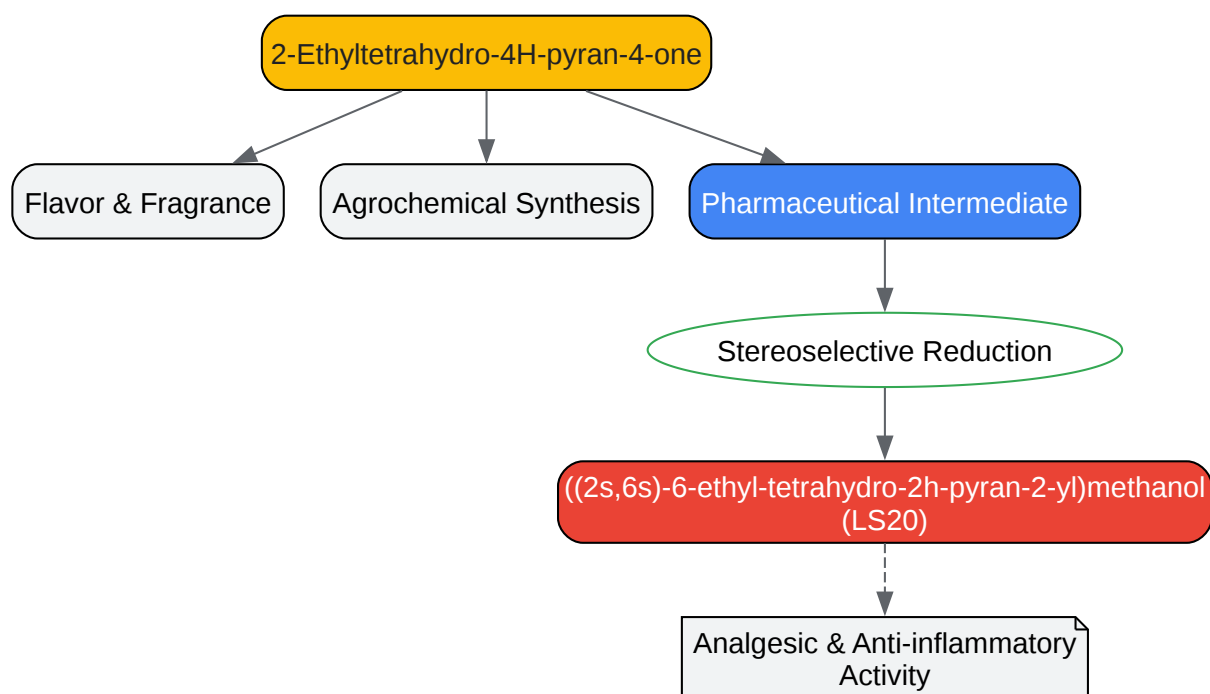 2-Ethyltetrahydro-4H-pyran-4-one
Flavor & Fragrance
Agrochemical Synthesis
Pharmaceutical Intermediate
Stereoselective Reduction
((2s,6s)-6-ethyl-tetrahydro-2h-pyran-2-yl)methanol
(LS20)
Analgesic & Anti-inflammatory
Activity